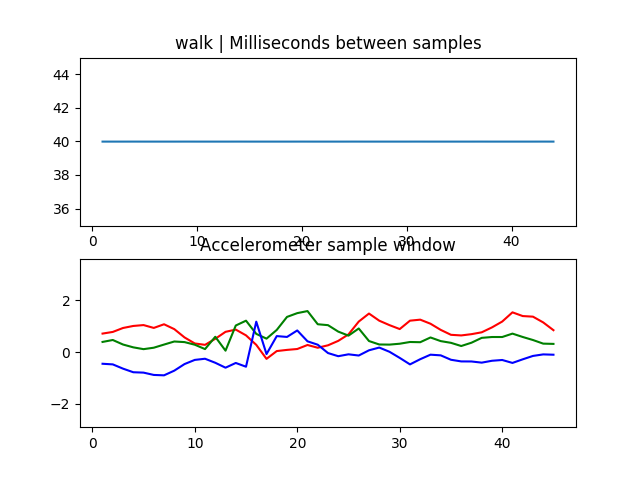 walk | Milliseconds between samples
44
42
40
38
36
0 10 20 30 40
Accelerometer sample window
2
0
−2
0 10 20 30 40